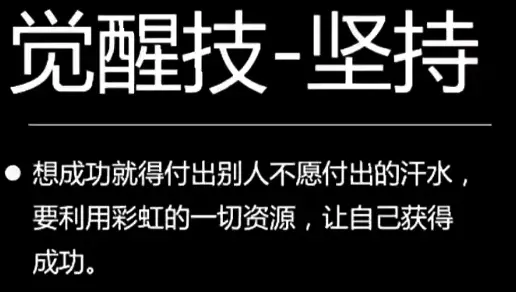 觉醒技-坚持
想成功就得付出别人不愿付出的汗水，
要利用彩虹的一切资源，让自己获得
成功。